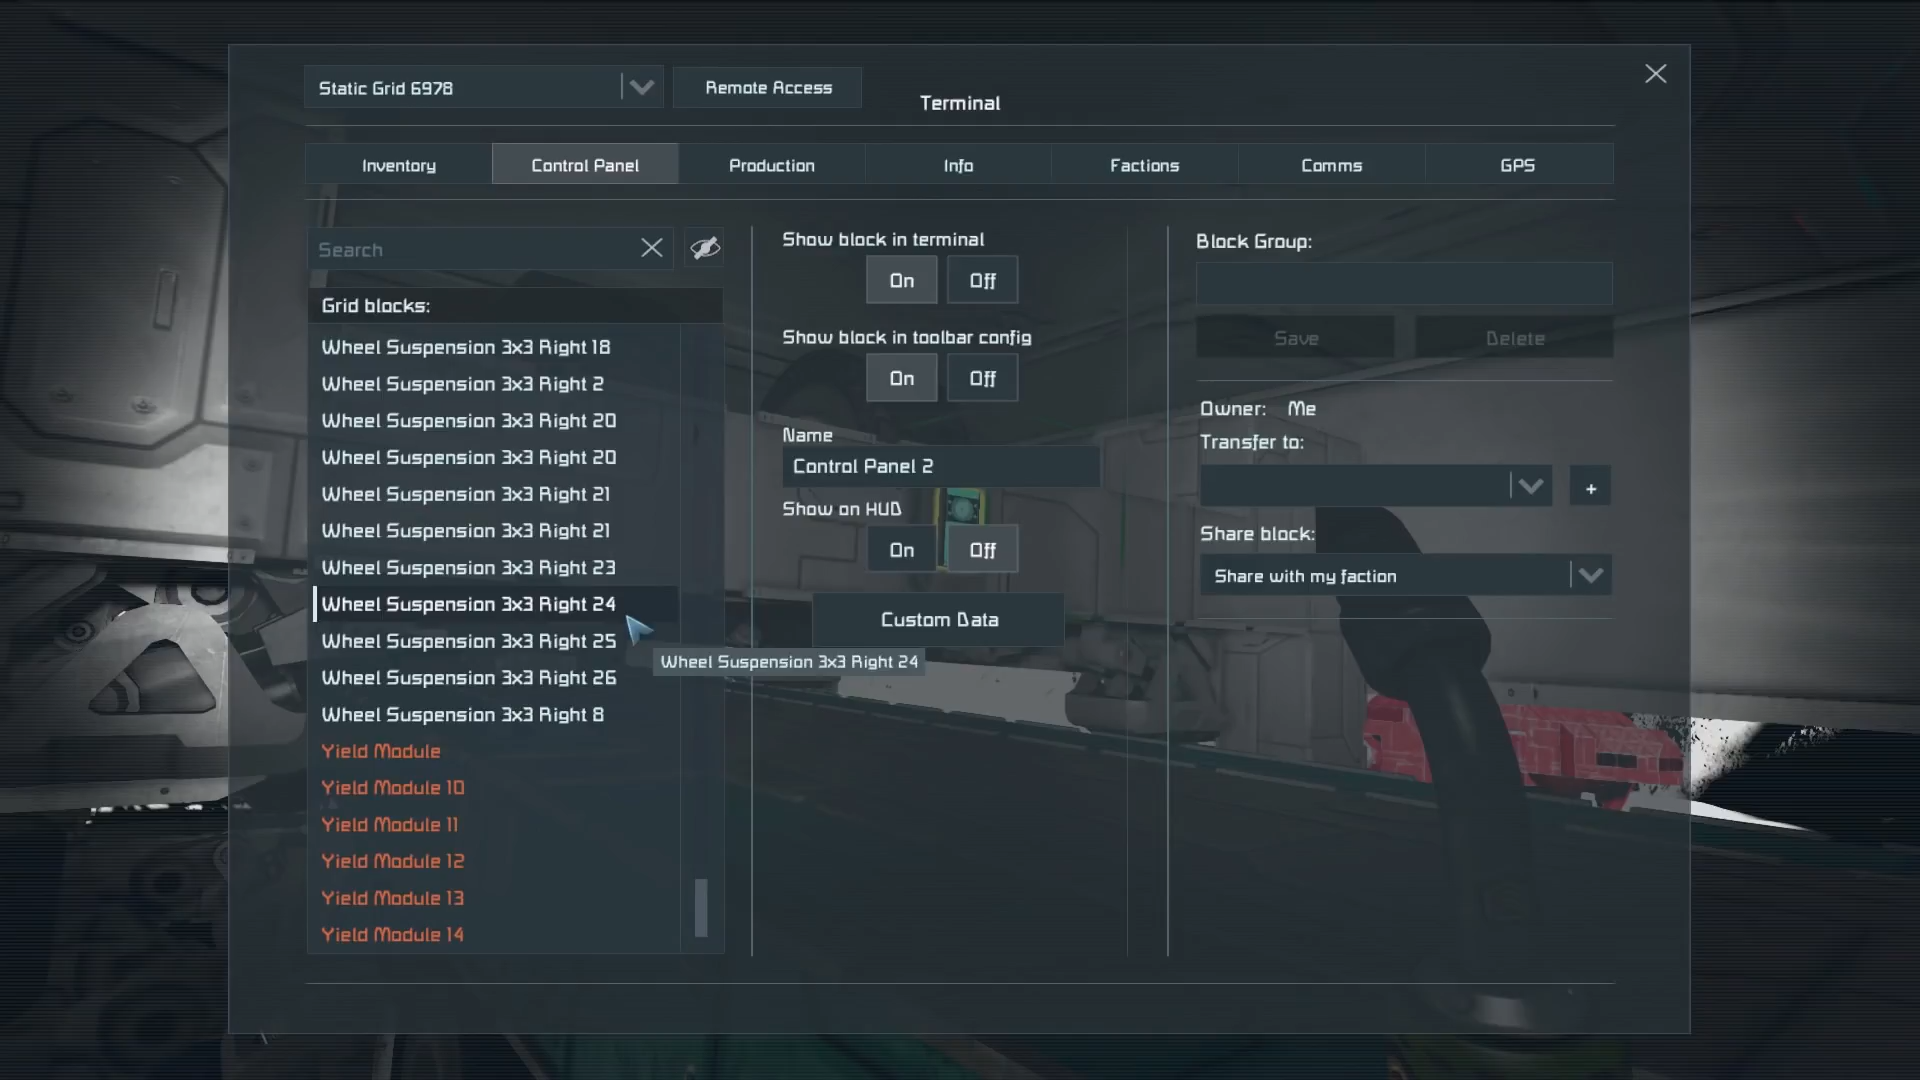 Static Grid 6978
Remote Access
Terminal
Inventory
Control Panel
Production
Info
Factions
Comms
GPS
Search
Grid blocks:
Wheel Suspension 3x3 Right 18
Wheel Suspension 3x3 Right 2
Wheel Suspension 3x3 Right 20
Wheel Suspension 3x3 Right 20
Wheel Suspension 3x3 Right 21
Wheel Suspension 3x3 Right 21
Wheel Suspension 3x3 Right 23
Wheel Suspension 3x3 Right 24
Wheel Suspension 3x3 Right 25
Wheel Suspension 3x3 Right 26
Wheel Suspension 3x3 Right 8
Yield Module
Yield Module 10
Yield Module 11
Yield Module 12
Yield Module 13
Yield Module 14
Show block in terminal
On Off
Show block in toolbar config
On Off
Name
Control Panel 2
Show on HUD
On Off
Custom Data
Wheel Suspension 3x3 Right 24
Block Group:
Save Delete
Owner: Me
Transfer to:
+
Share block:
Share with my faction